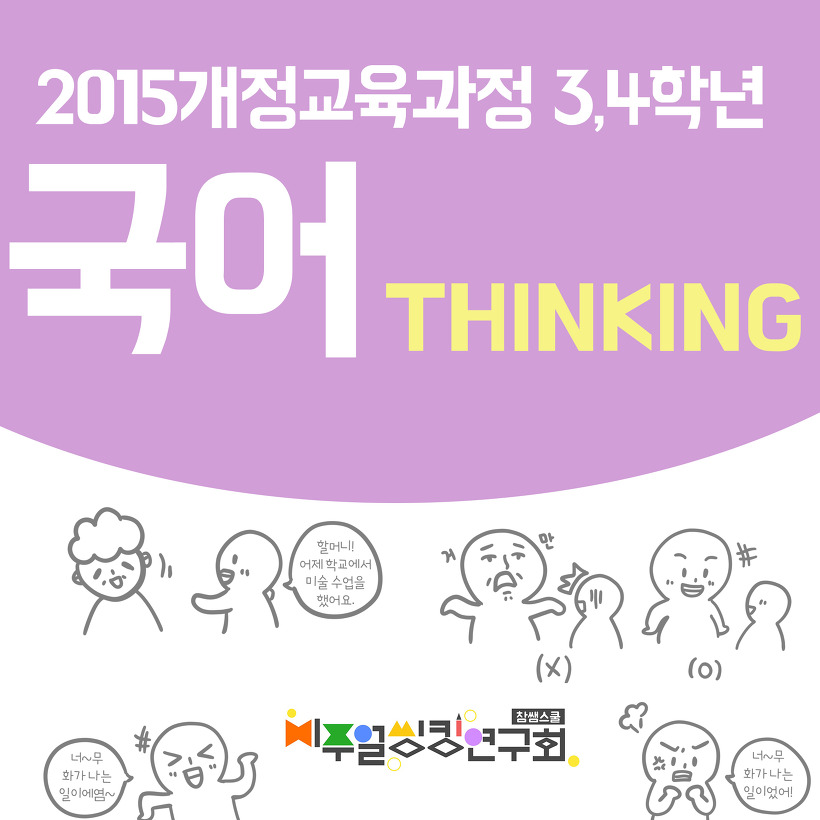 2015개정교육과정 3,4학년
국어 THINKING
할머니!
어제 학교에서
미술 수업을
했어요.
거 만
(X) (O)
참쌤스쿨
비주얼씽킹연구회
너~무
화가 나는
일이에염~
너~무
화가 나는
일이었어!